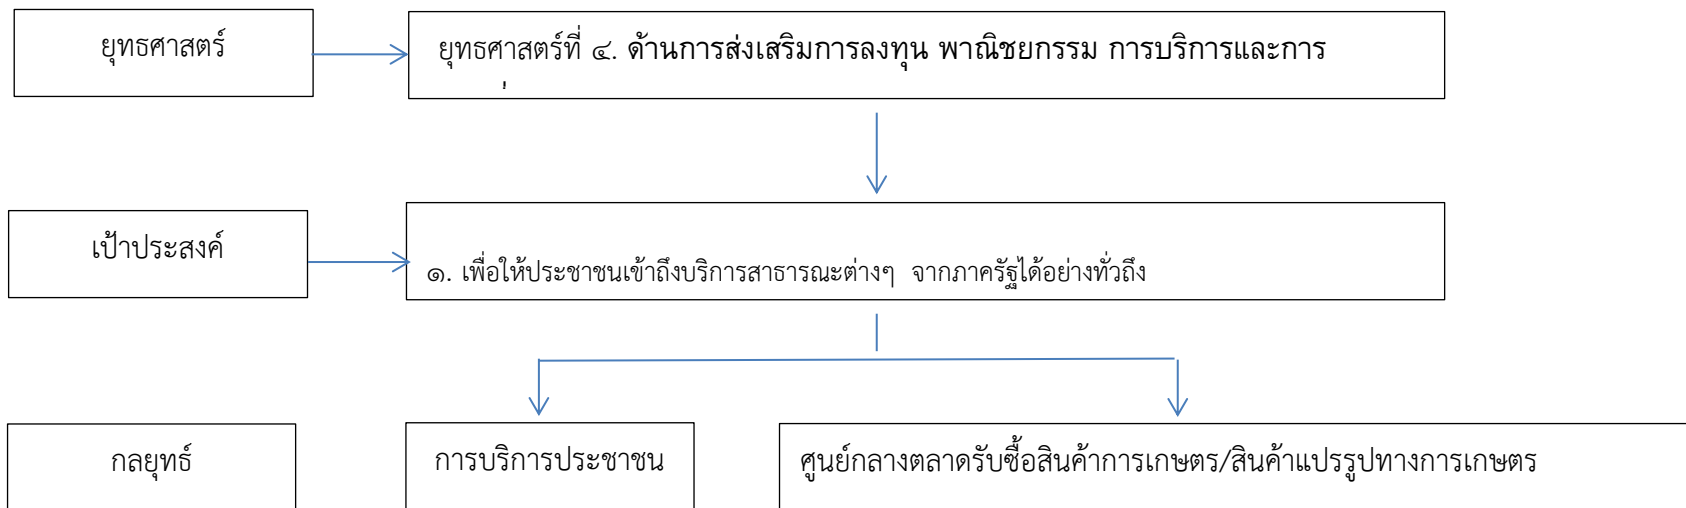 ยุทธศาสตร์
ยุทธศาสตร์ที่ ๔. ด้านการส่งเสริมการลงทุน พาณิชยกรรม การบริการและการ
เป้าประสงค์
๑. เพื่อให้ประชาชนเข้าถึงบริการสาธารณะต่างๆ จากภาครัฐได้อย่างทั่วถึง
กลยุทธ์
การบริการประชาชน
ศูนย์กลางตลาดรับซื้อสินค้าการเกษตร/สินค้าแปรรูปทางการเกษตร